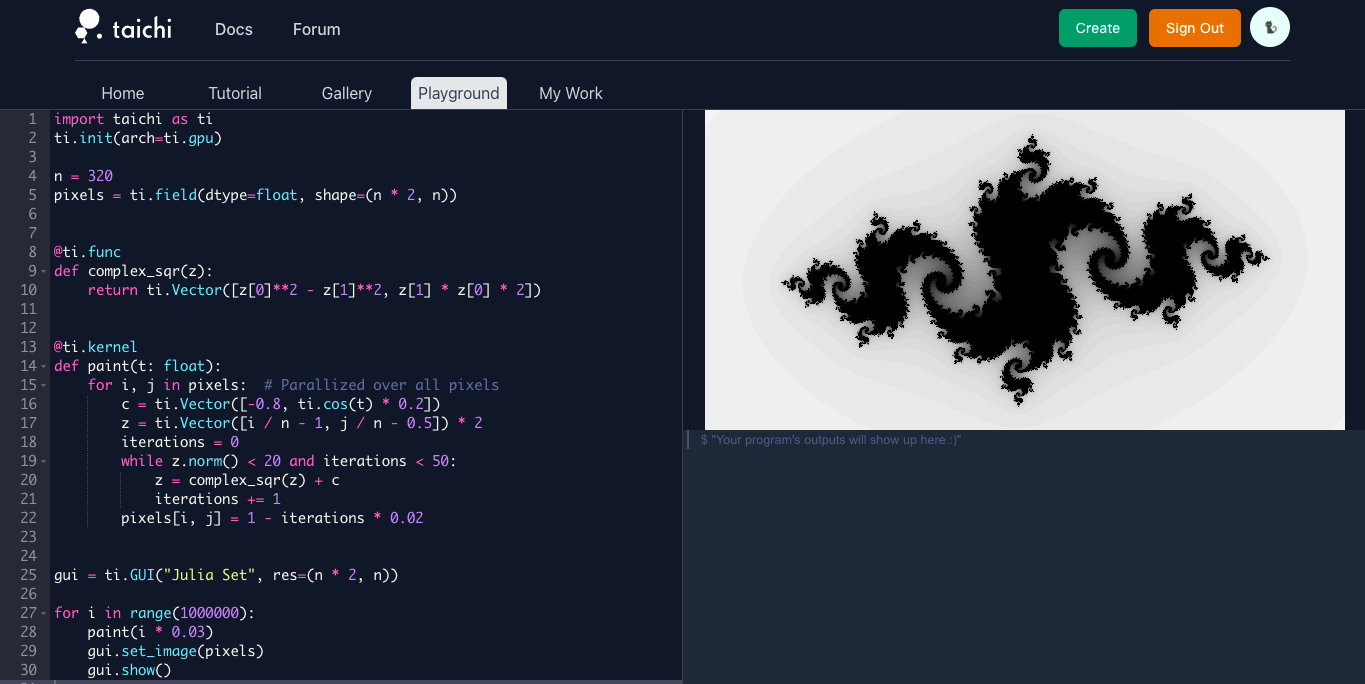 taichi
Docs
Forum
Create
Sign Out
Home
Tutorial
Gallery
Playground
My Work
1 import taichi as ti
2 ti.init(arch=ti.gpu)
3
4 n = 320
5 pixels = ti.field(dtype=float, shape=(n * 2, n))
6
7
8 @ti.func
9 def complex_sqr(z):
10     return ti.Vector([z[0]**2 - z[1]**2, z[1] * z[0] * 2])
11
12
13 @ti.kernel
14 def paint(t: float):
15     for i, j in pixels:  # Parallized over all pixels
16         c = ti.Vector([-0.8, ti.cos(t) * 0.2])
17         z = ti.Vector([i / n - 1, j / n - 0.5]) * 2
18         iterations = 0
19         while z.norm() < 20 and iterations < 50:
20             z = complex_sqr(z) + c
21             iterations += 1
22         pixels[i, j] = 1 - iterations * 0.02
23
24
25 gui = ti.GUI("Julia Set", res=(n * 2, n))
26
27 for i in range(1000000):
28     paint(i * 0.03)
29     gui.set_image(pixels)
30     gui.show()
$ "Your program's outputs will show up here :)"